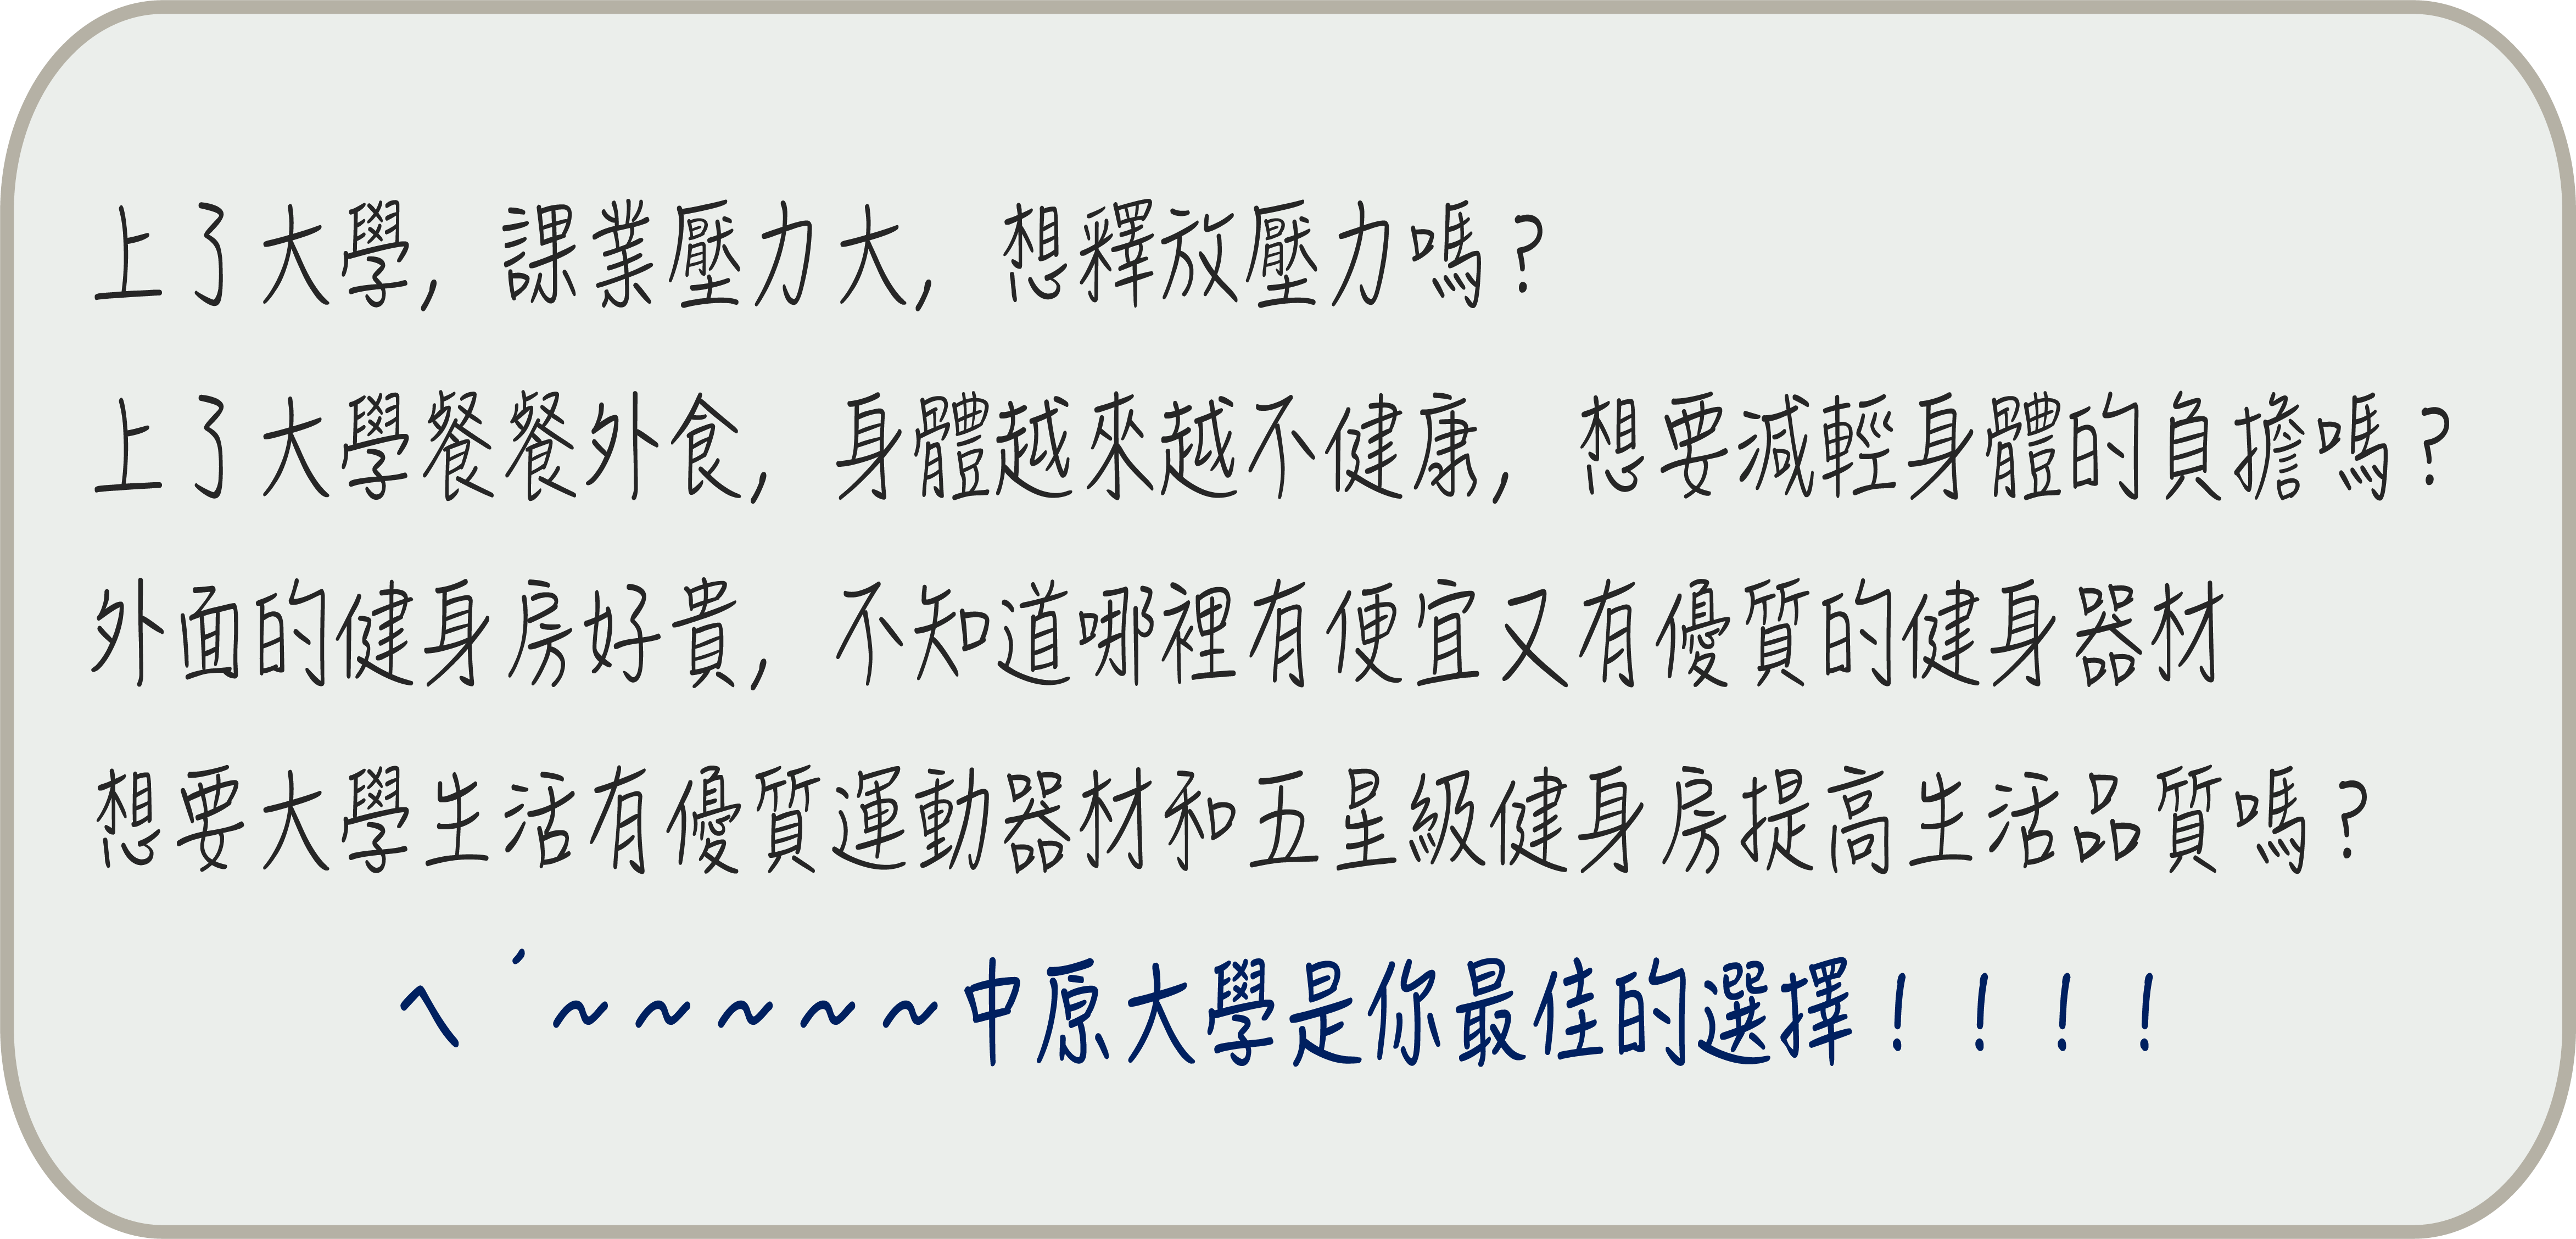 上了大學，課業壓力大，想釋放壓力嗎？
上了大學餐餐外食，身體越來越不健康，想要減輕身體的負擔嗎？
外面的健身房好貴，不知道哪裡有便宜又有優質的健身器材
想要大學生活有優質運動器材和五星級健身房提高生活品質嗎？
ㄟˊ~~~~~中原大學是你最佳的選擇！！！！